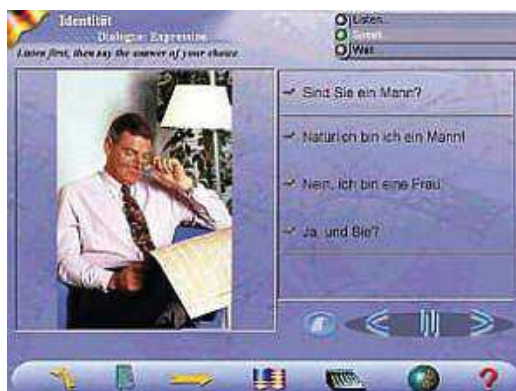 Identität
Dialogue: Expression
Listen first, then say the answer of your choice.
Listen...
Speak...
Wait...
Sind Sie ein Mann?
Natürlich bin ich ein Mann!
Nein, ich bin eine Frau.
Ja, und Sie?
?